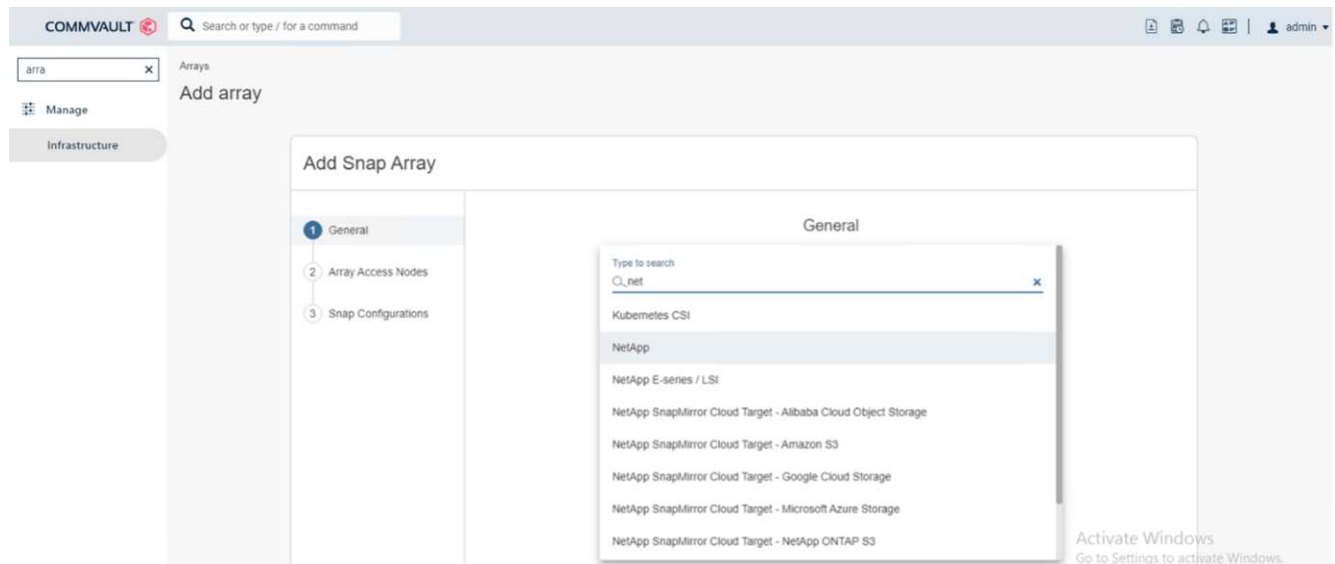 COMMVAULT
Search or type / for a command
admin
arra
Arrays
Manage
Add array
Infrastructure
Add Snap Array
1 General
General
2 Array Access Nodes
Type to search
net
3 Snap Configurations
Kubernetes CSI
NetApp
NetApp E-series / LSI
NetApp SnapMirror Cloud Target - Alibaba Cloud Object Storage
NetApp SnapMirror Cloud Target - Amazon S3
NetApp SnapMirror Cloud Target - Google Cloud Storage
NetApp SnapMirror Cloud Target - Microsoft Azure Storage
NetApp SnapMirror Cloud Target - NetApp ONTAP S3
Activate Windows
Go to Settings to activate Windows.